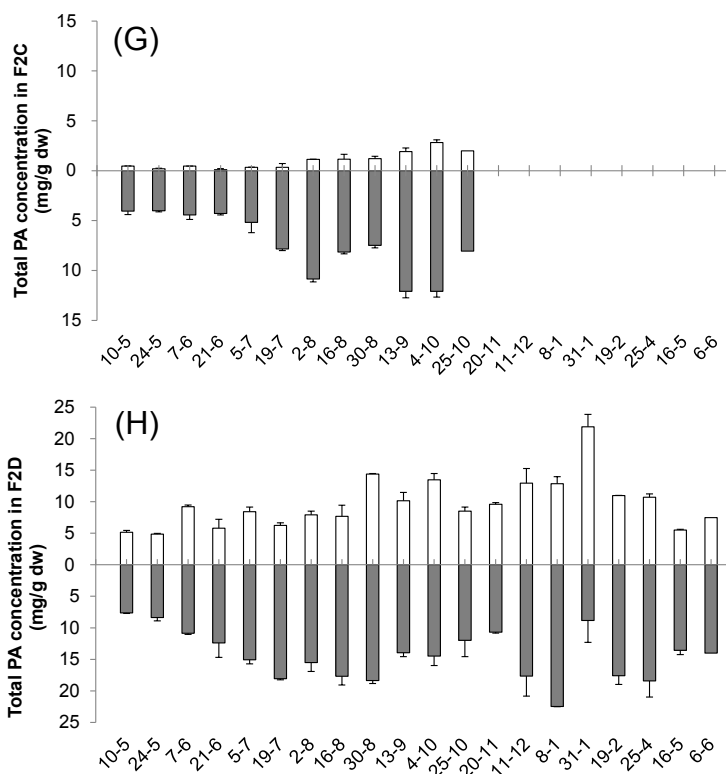 (G)
Total PA concentration in F2C
(mg/g dw)
15
10
5
0
5
10
15
10-5 24-5 7-6 21-6 5-7 19-7 2-8 16-8 30-8 13-9 4-10 25-10 20-11 11-12 8-1 31-1 19-2 25-4 16-5 6-6
(H)
Total PA concentration in F2D
(mg/g dw)
25
20
15
10
5
0
5
10
15
20
25
10-5 24-5 7-6 21-6 5-7 19-7 2-8 16-8 30-8 13-9 4-10 25-10 20-11 11-12 8-1 31-1 19-2 25-4 16-5 6-6